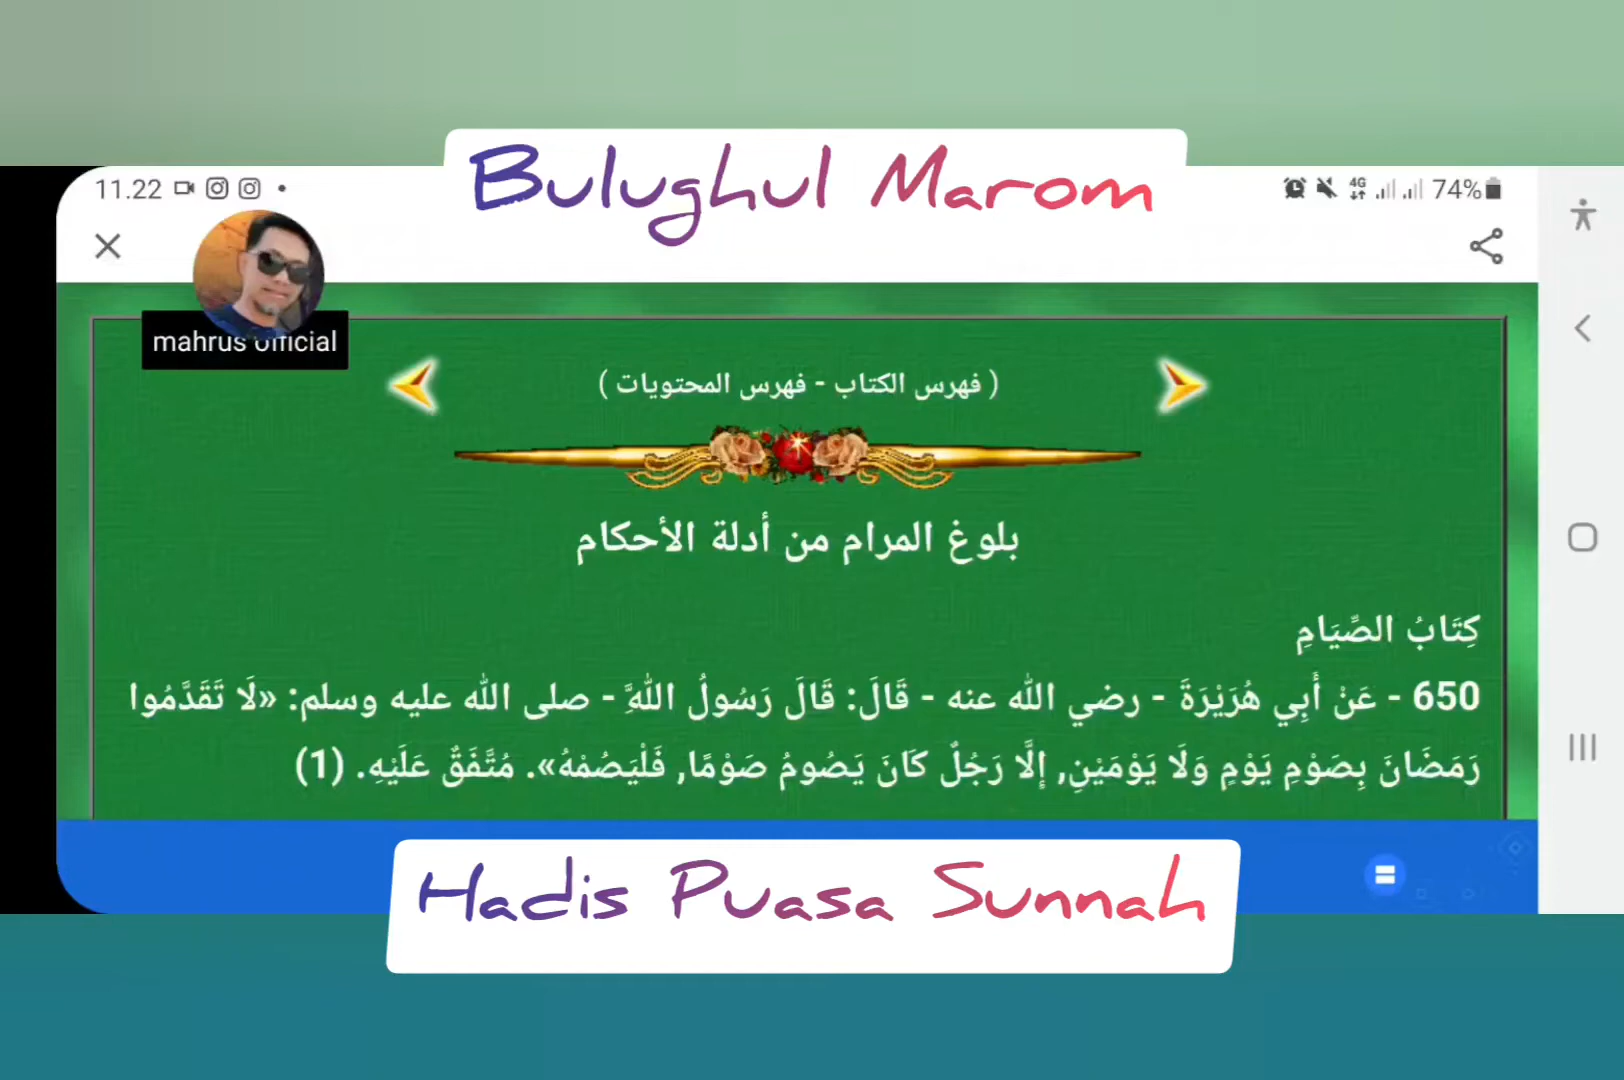 Bulughul Marom
11.22
4G
74%
mahrus official
( فهرس الكتاب - فهرس المحتويات )
بلوغ المرام من أدلة الأحكام
كِتَابُ الصِّيَامِ
650 - عَنْ أَبِي هُرَيْرَةَ - رضي الله عنه - قَالَ: قَالَ رَسُولُ اللَّهِ - صلى الله عليه وسلم: «لَا تَقَدَّمُوا
رَمَضَانَ بِصَوْمِ يَوْمٍ وَلَا يَوْمَيْنِ, إِلَّا رَجُلٌ كَانَ يَصُومُ صَوْمًا, فَلْيَصُمْهُ». مُتَّفَقٌ عَلَيْهِ. (1)
Hadis Puasa Sunnah